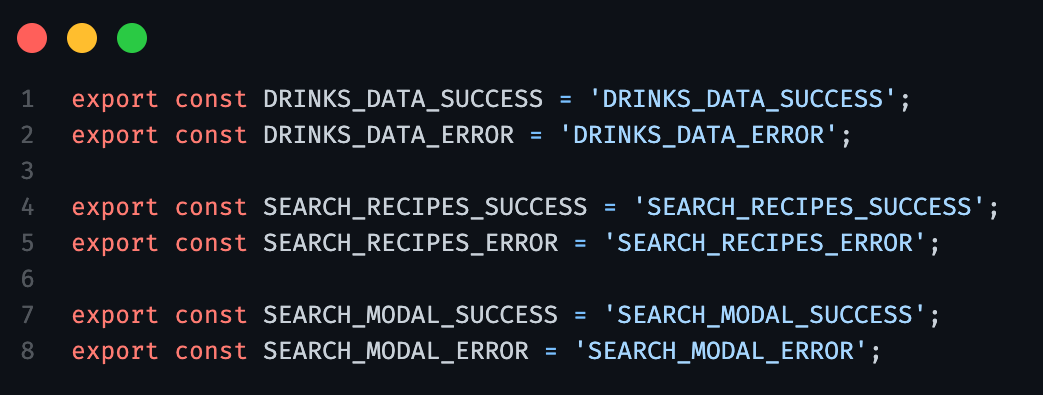 1 export const DRINKS_DATA_SUCCESS = 'DRINKS_DATA_SUCCESS';
2 export const DRINKS_DATA_ERROR = 'DRINKS_DATA_ERROR';
3
4 export const SEARCH_RECIPES_SUCCESS = 'SEARCH_RECIPES_SUCCESS';
5 export const SEARCH_RECIPES_ERROR = 'SEARCH_RECIPES_ERROR';
6
7 export const SEARCH_MODAL_SUCCESS = 'SEARCH_MODAL_SUCCESS';
8 export const SEARCH_MODAL_ERROR = 'SEARCH_MODAL_ERROR';